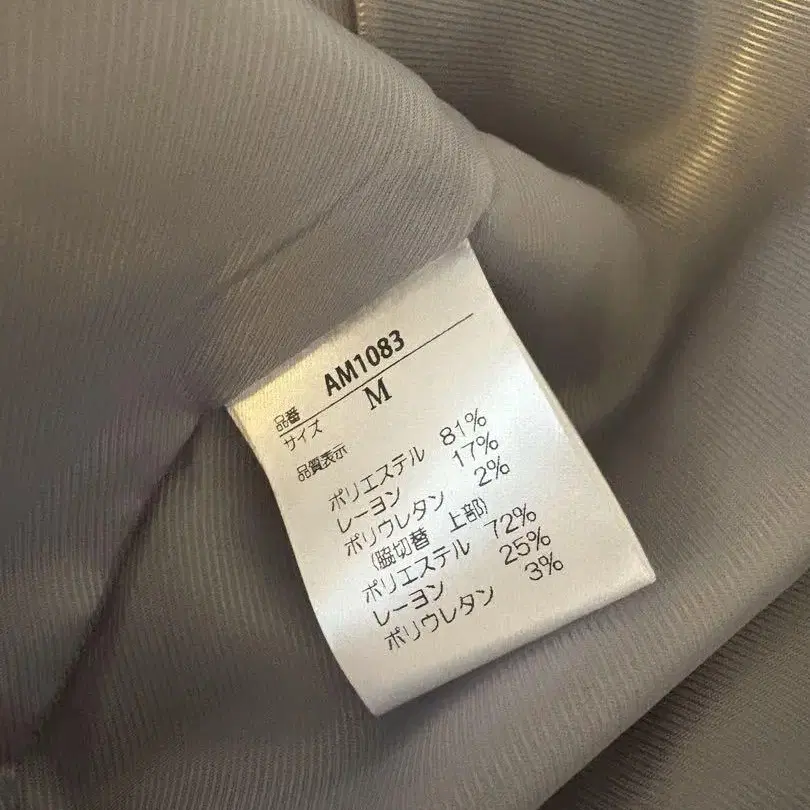 品番 AM1083
サイズ M
品質表示
ポリエステル 81%
レーヨン 17%
ポリウレタン 2%
(脇切替 上部)
ポリエステル 72%
レーヨン 25%
ポリウレタン 3%